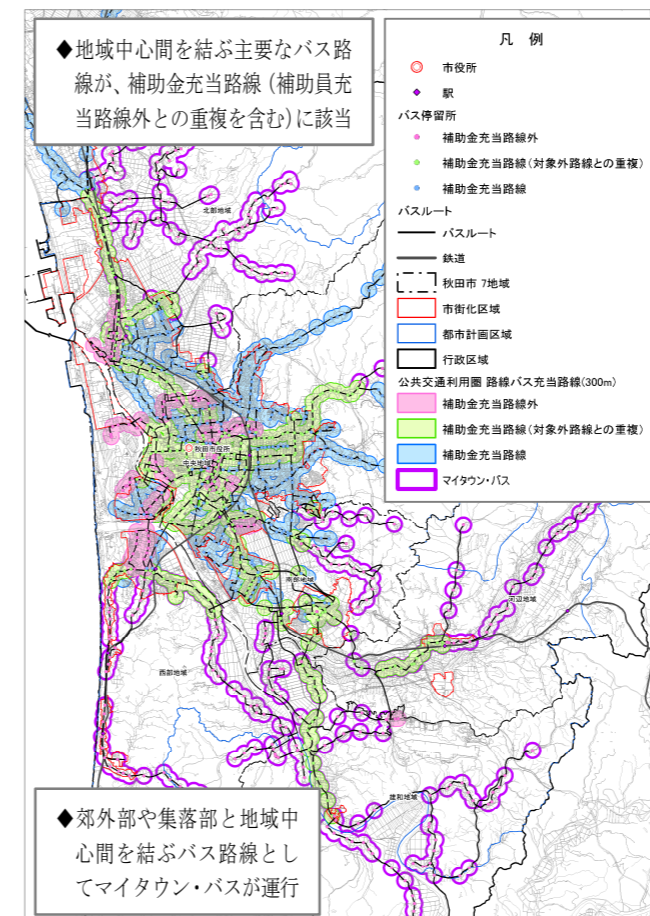 ◆地域中心間を結ぶ主要なバス路
線が、補助金充当路線（補助員充
当路線外との重複を含む）に該当
凡 例
市役所
駅
バス停留所
補助金充当路線外
補助金充当路線（対象外路線との重複）
補助金充当路線
バスルート
バスルート
鉄道
秋田市 7地域
市街化区域
都市計画区域
行政区域
公共交通利用圏 路線バス充当路線(300m)
補助金充当路線外
補助金充当路線（対象外路線との重複）
補助金充当路線
マイタウン・バス
北部地域
秋田市役所
中央地域
南部地域
河辺地域
西部地域
雄和地域
◆郊外部や集落部と地域中
心間を結ぶバス路線とし
てマイタウン・バスが運行